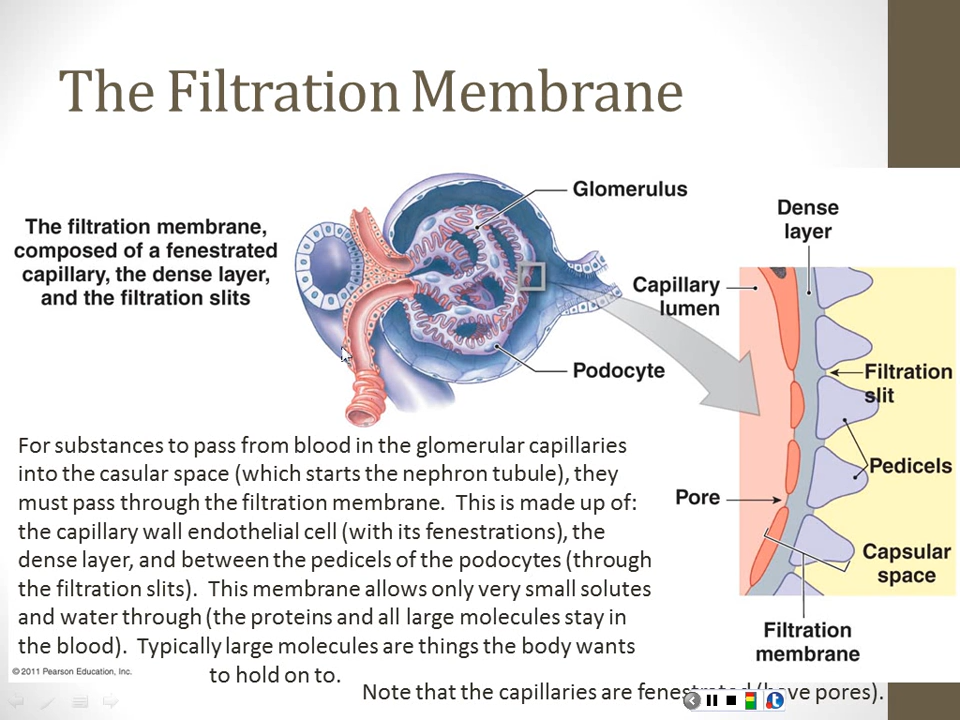 The Filtration Membrane
The filtration membrane,
composed of a fenestrated
capillary, the dense layer,
and the filtration slits
Glomerulus
Podocyte
Dense
layer
Capillary
lumen
Filtration
slit
Pedicels
Pore
Capsular
space
Filtration
membrane
For substances to pass from blood in the glomerular capillaries
into the casular space (which starts the nephron tubule), they
must pass through the filtration membrane.  This is made up of:
the capillary wall endothelial cell (with its fenestrations), the
dense layer, and between the pedicels of the podocytes (through
the filtration slits).  This membrane allows only very small solutes
and water through (the proteins and all large molecules stay in
the blood).  Typically large molecules are things the body wants
to hold on to.
© 2011 Pearson Education, Inc.
Note that the capillaries are fenestrated (have pores).